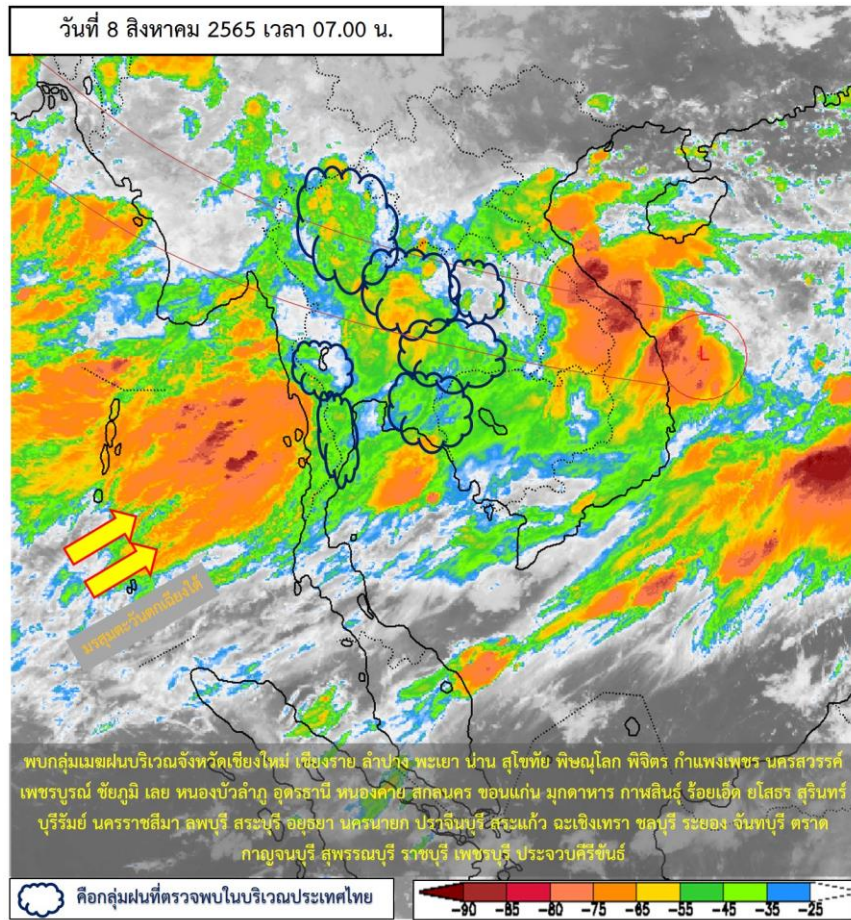 วันที่ 8 สิงหาคม 2565 เวลา 07.00 น.
L
มรสุมตะวันตกเฉียงใต้
พบกลุ่มเมฆฝนบริเวณจังหวัดเชียงใหม่ เชียงราย ลำปาง พะเยา น่าน สุโขทัย พิษณุโลก พิจิตร กำแพงเพชร นครสวรรค์
เพชรบูรณ์ ชัยภูมิ เลย หนองบัวลำภู อุดรธานี หนองคาย สกลนคร ขอนแก่น มุกดาหาร กาฬสินธุ์ ร้อยเอ็ด ยโสธร สุรินทร์
บุรีรัมย์ นครราชสีมา ลพบุรี สระบุรี อยุธยา นครนายก ปราจีนบุรี สระแก้ว ฉะเชิงเทรา ชลบุรี ระยอง จันทบุรี ตราด
กาญจนบุรี สุพรรณบุรี ราชบุรี เพชรบุรี ประจวบคีรีขันธ์
คือกลุ่มฝนที่ตรวจพบในบริเวณประเทศไทย
-90 -85 -80 -75 -65 -55 -45 -35 -25